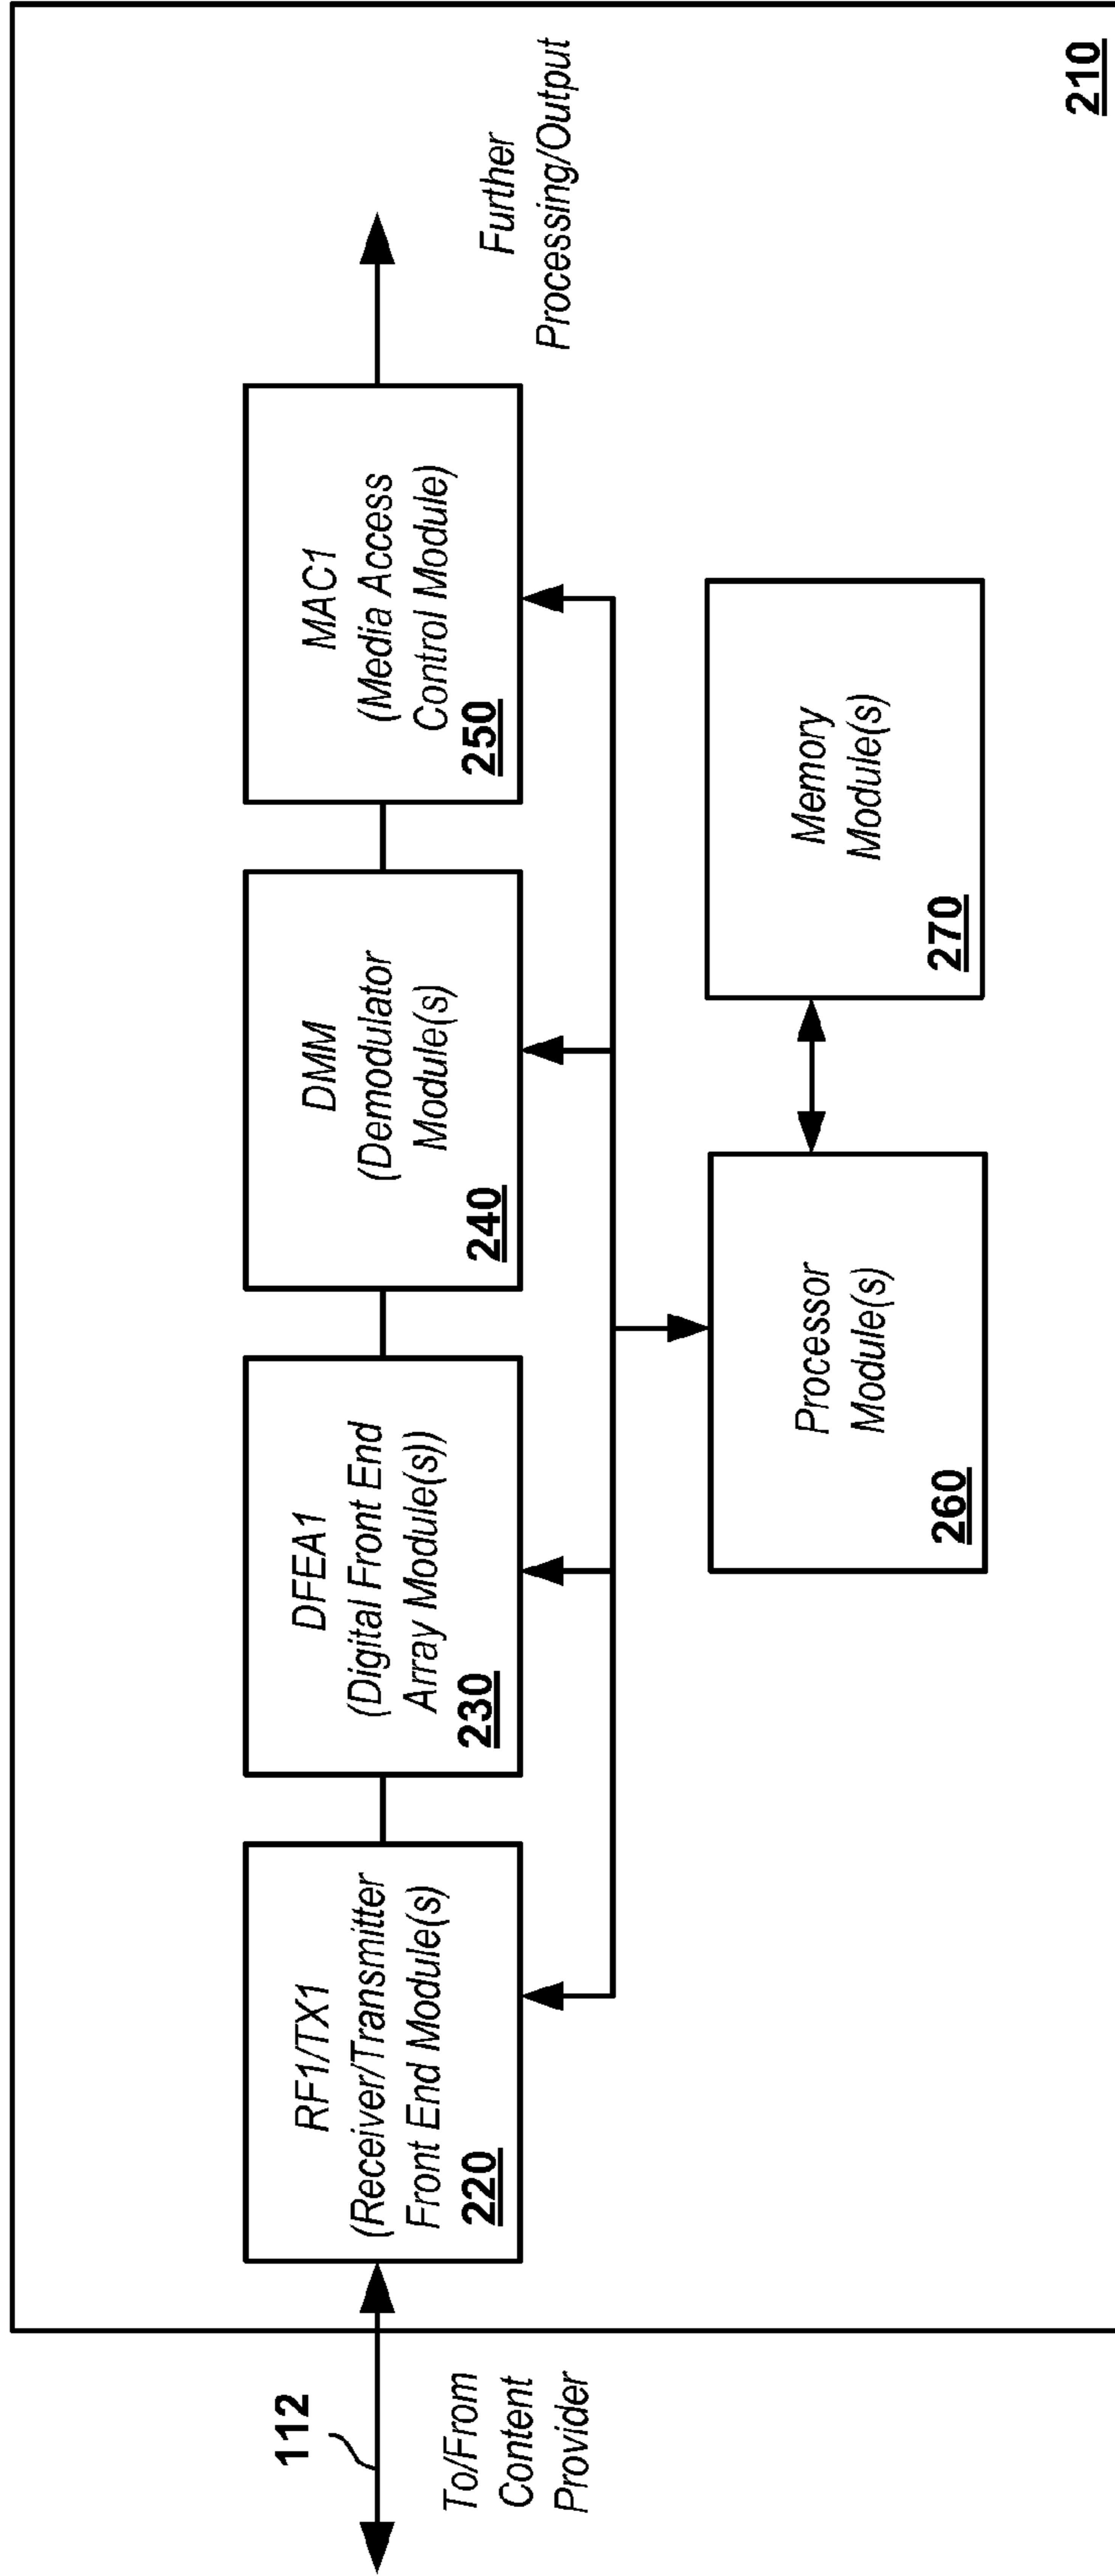 112
To/From
Content
Provider
RF1/TX1
(Receiver/Transmitter
Front End Module(s)
220
DFEA1
(Digital Front End
Array Module(s))
230
DMM
(Demodulator
Module(s)
240
MAC1
(Media Access
Control Module)
250
Further
Processing/Output
Processor
Module(s)
260
Memory
Module(s)
270
210